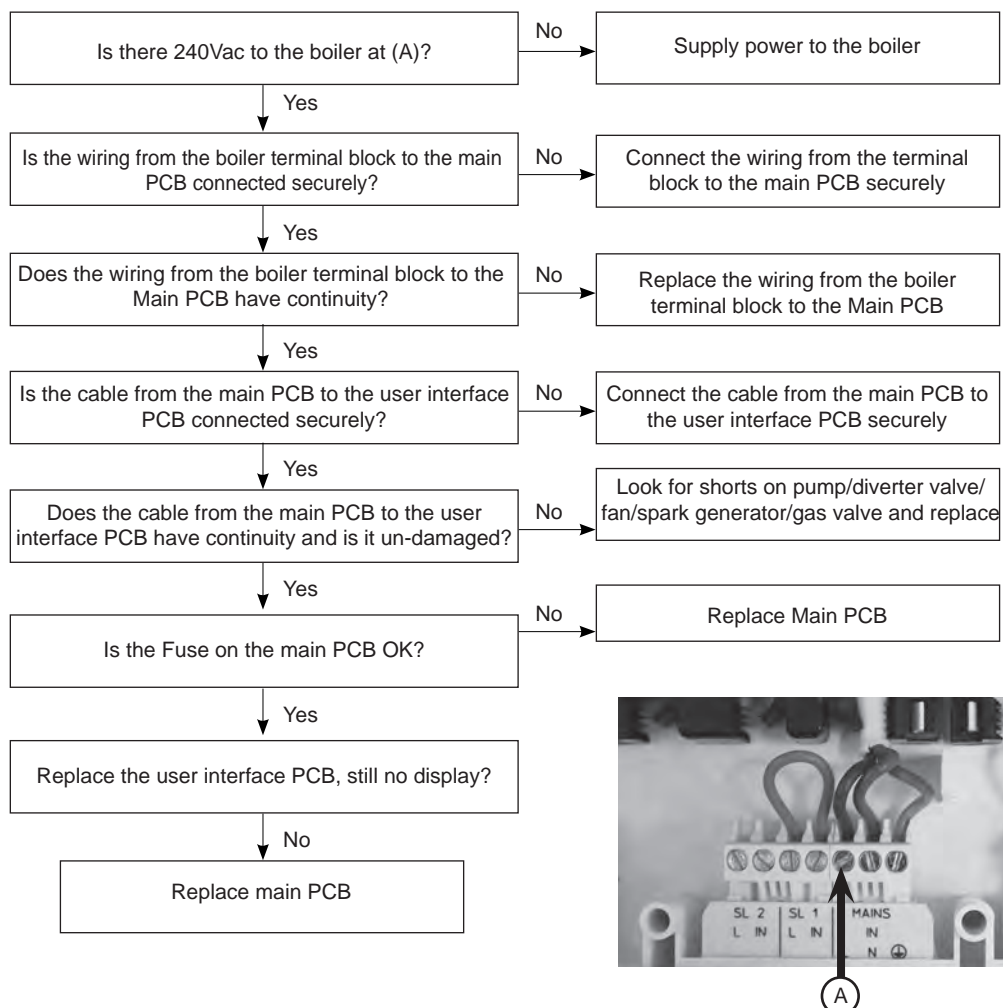 Is there 240Vac to the boiler at (A)?
No
Supply power to the boiler
Yes
Is the wiring from the boiler terminal block to the main
PCB connected securely?
No
Connect the wiring from the terminal
block to the main PCB securely
Yes
Does the wiring from the boiler terminal block to the
Main PCB have continuity?
No
Replace the wiring from the boiler
terminal block to the Main PCB
Yes
Is the cable from the main PCB to the user interface
PCB connected securely?
No
Connect the cable from the main PCB to
the user interface PCB securely
Yes
Does the cable from the main PCB to the user
interface PCB have continuity and is it un-damaged?
No
Look for shorts on pump/diverter valve/
fan/spark generator/gas valve and replace
Yes
Is the Fuse on the main PCB OK?
No
Replace Main PCB
Yes
Replace the user interface PCB, still no display?
No
Replace main PCB
SL 2 SL 1 MAINS
L IN L IN IN
N
A